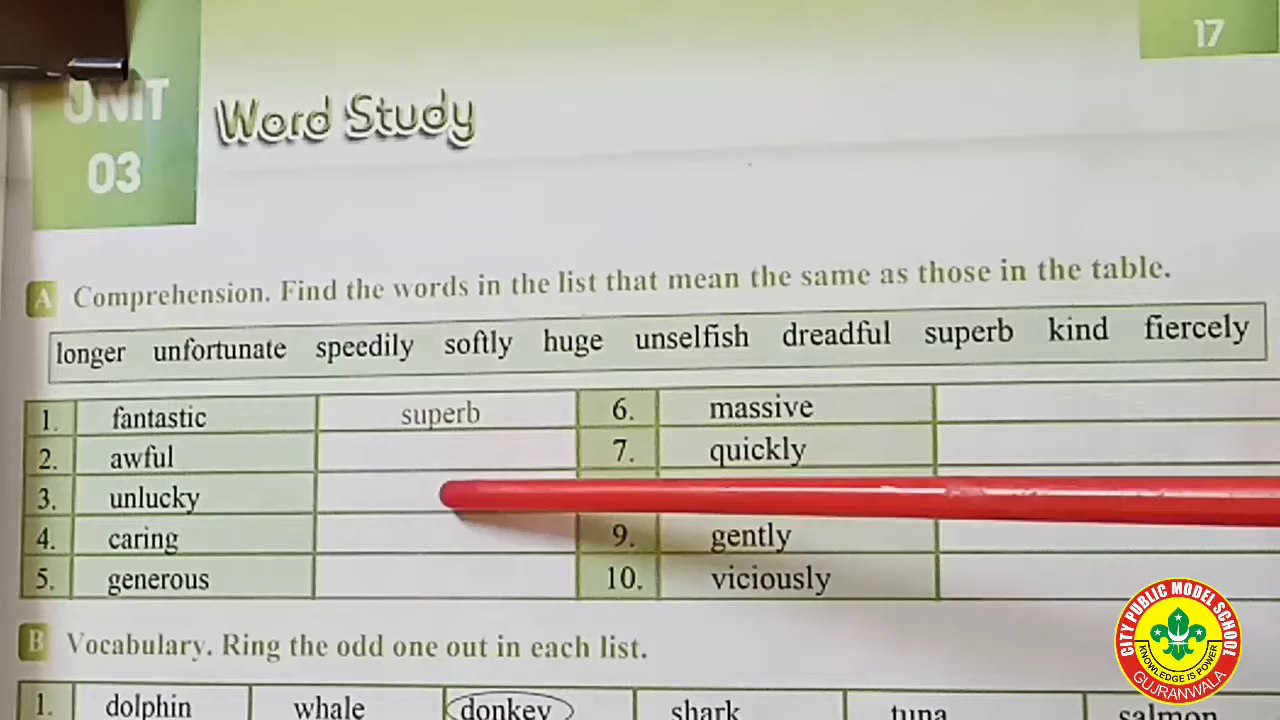 17
UNIT
03
Word Study
A Comprehension. Find the words in the list that mean the same as those in the table.
longer unfortunate speedily softly huge unselfish dreadful superb kind fiercely
1. fantastic superb 6. massive
2. awful 7. quickly
3. unlucky
4. caring 9. gently
5. generous 10. viciously
B Vocabulary. Ring the odd one out in each list.
1. dolphin whale donkey shark tuna salmon
CITY PUBLIC MODEL SCHOOL
KNOWLEDGE IS POWER
GUJRANWALA